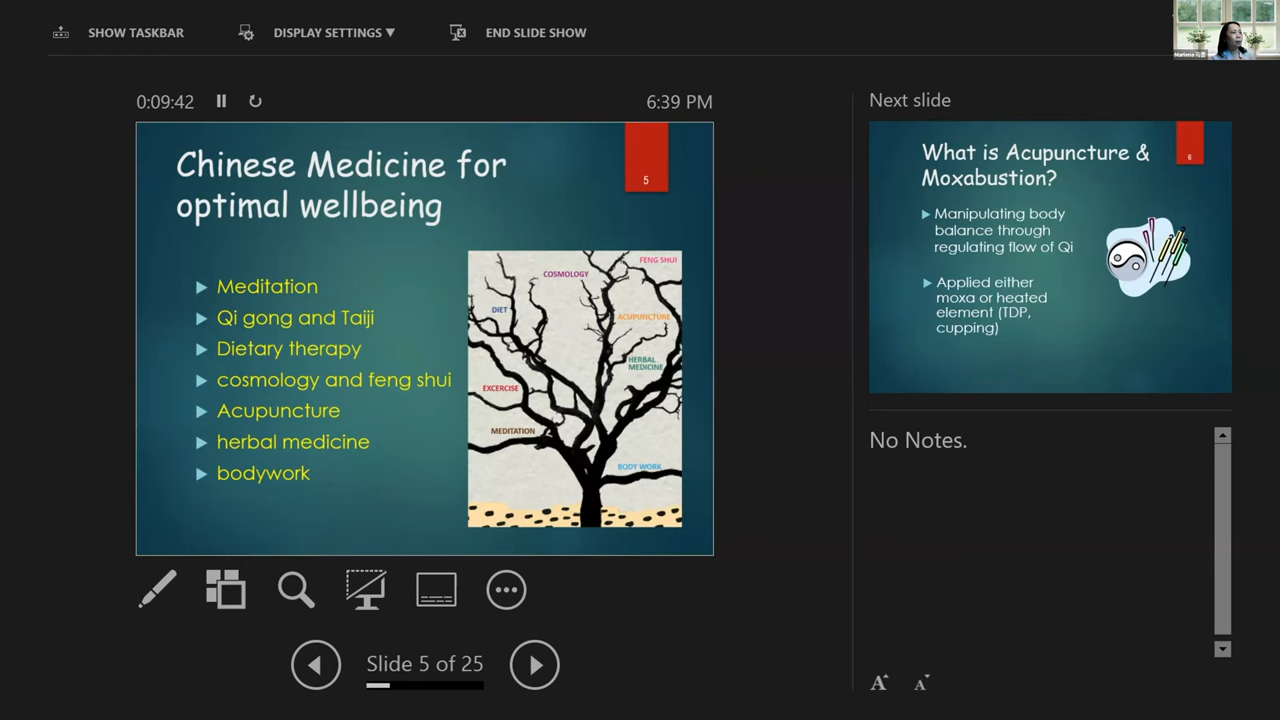 SHOW TASKBAR
DISPLAY SETTINGS ▼
END SLIDE SHOW
0:09:42
6:39 PM
Chinese Medicine for
optimal wellbeing
5
Meditation
Qi gong and Taiji
Dietary therapy
cosmology and feng shui
Acupuncture
herbal medicine
bodywork
FENG SHUI
COSMOLOGY
DIET
ACUPUNCTURE
HERBAL
MEDICINE
EXCERCISE
MEDITATION
BODY WORK
Slide 5 of 25
Next slide
What is Acupuncture &
Moxabustion?
6
Manipulating body
balance through
regulating flow of Qi
Applied either
moxa or heated
element (TDP,
cupping)
No Notes.
A
A
Marlena